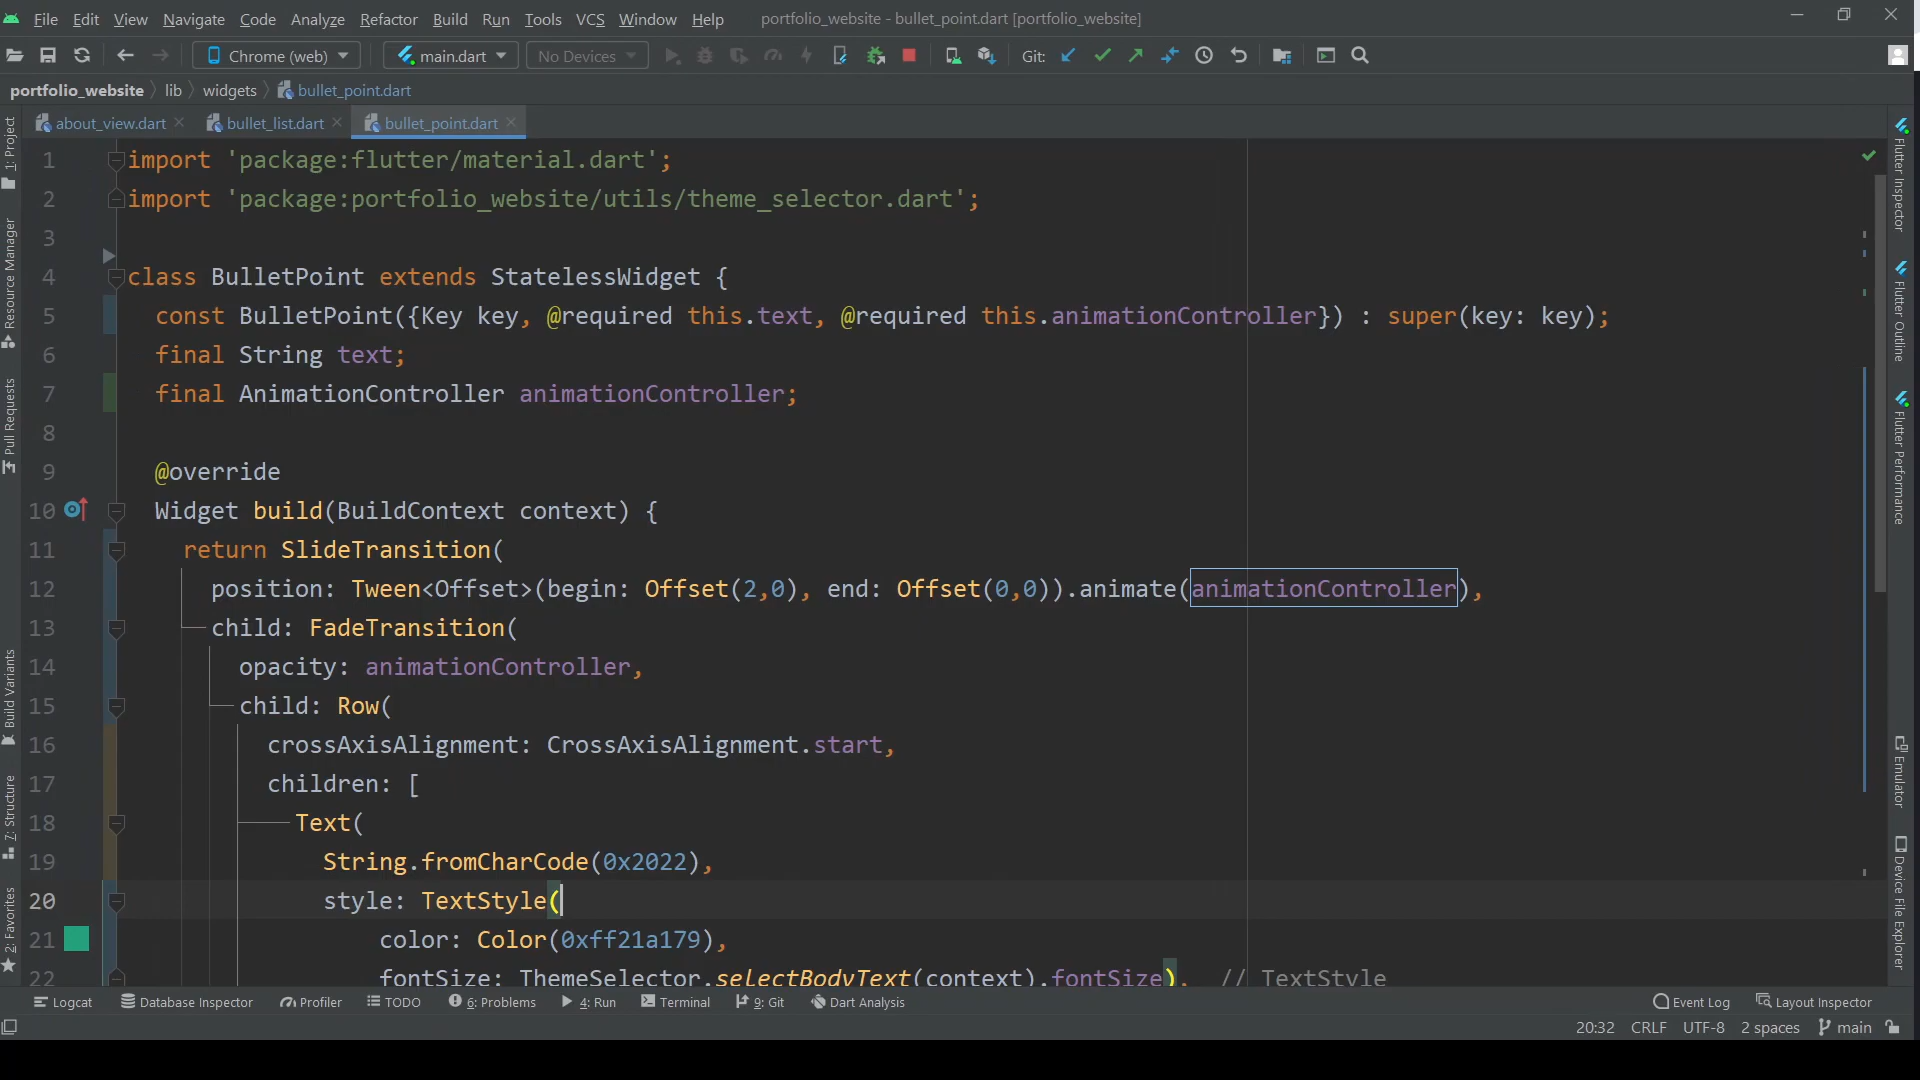 File Edit View Navigate Code Analyze Refactor Build Run Tools VCS Window Help portfolio_website - bullet_point.dart [portfolio_website]
Chrome (web) main.dart No Devices Git:
portfolio_website lib widgets bullet_point.dart
about_view.dart bullet_list.dart bullet_point.dart
1 import 'package:flutter/material.dart';
2 import 'package:portfolio_website/utils/theme_selector.dart';
3
4 class BulletPoint extends StatelessWidget {
5 const BulletPoint({Key key, @required this.text, @required this.animationController}) : super(key: key);
6 final String text;
7 final AnimationController animationController;
8
9 @override
10 Widget build(BuildContext context) {
11 return SlideTransition(
12 position: Tween<Offset>(begin: Offset(2,0), end: Offset(0,0)).animate(animationController),
13 child: FadeTransition(
14 opacity: animationController,
15 child: Row(
16 crossAxisAlignment: CrossAxisAlignment.start,
17 children: [
18 Text(
19 String.fromCharCode(0x2022),
20 style: TextStyle(
21 color: Color(0xff21a179),
22 fontSize: ThemeSelector.selectBodyText(context).fontSize), // TextStyle
1: Project
Resource Manager
Pull Requests
Build Variants
7: Structure
2: Favorites
Flutter Inspector
Flutter Outline
Flutter Performance
Emulator
Device File Explorer
Logcat Database Inspector Profiler TODO 6: Problems 4: Run Terminal 9: Git Dart Analysis Event Log Layout Inspector
20:32 CRLF UTF-8 2 spaces main